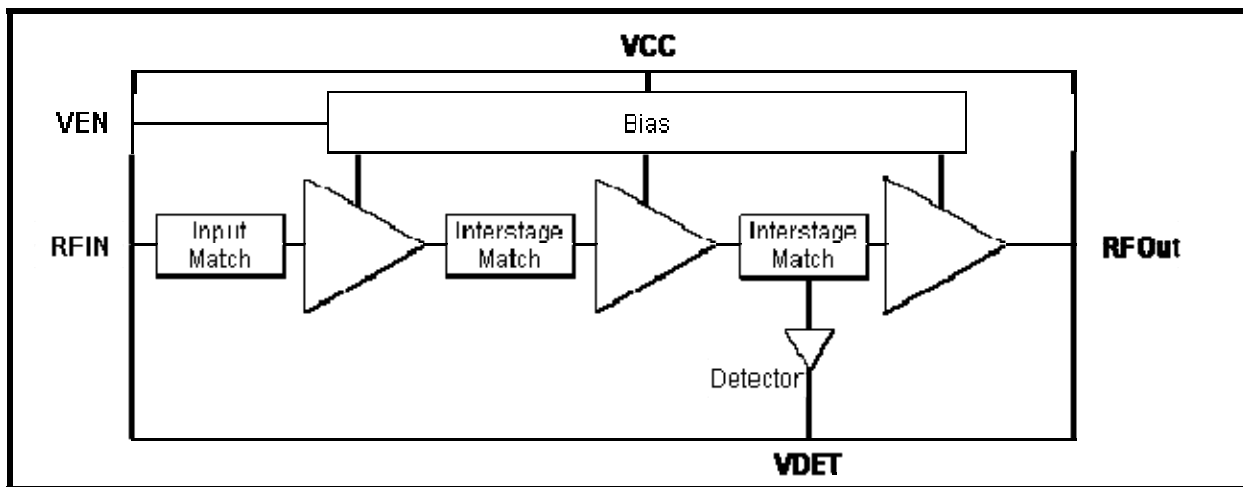 VCC
VEN
Bias
RFIN
Input
Match
Interstage
Match
Interstage
Match
RFOut
Detector
VDET